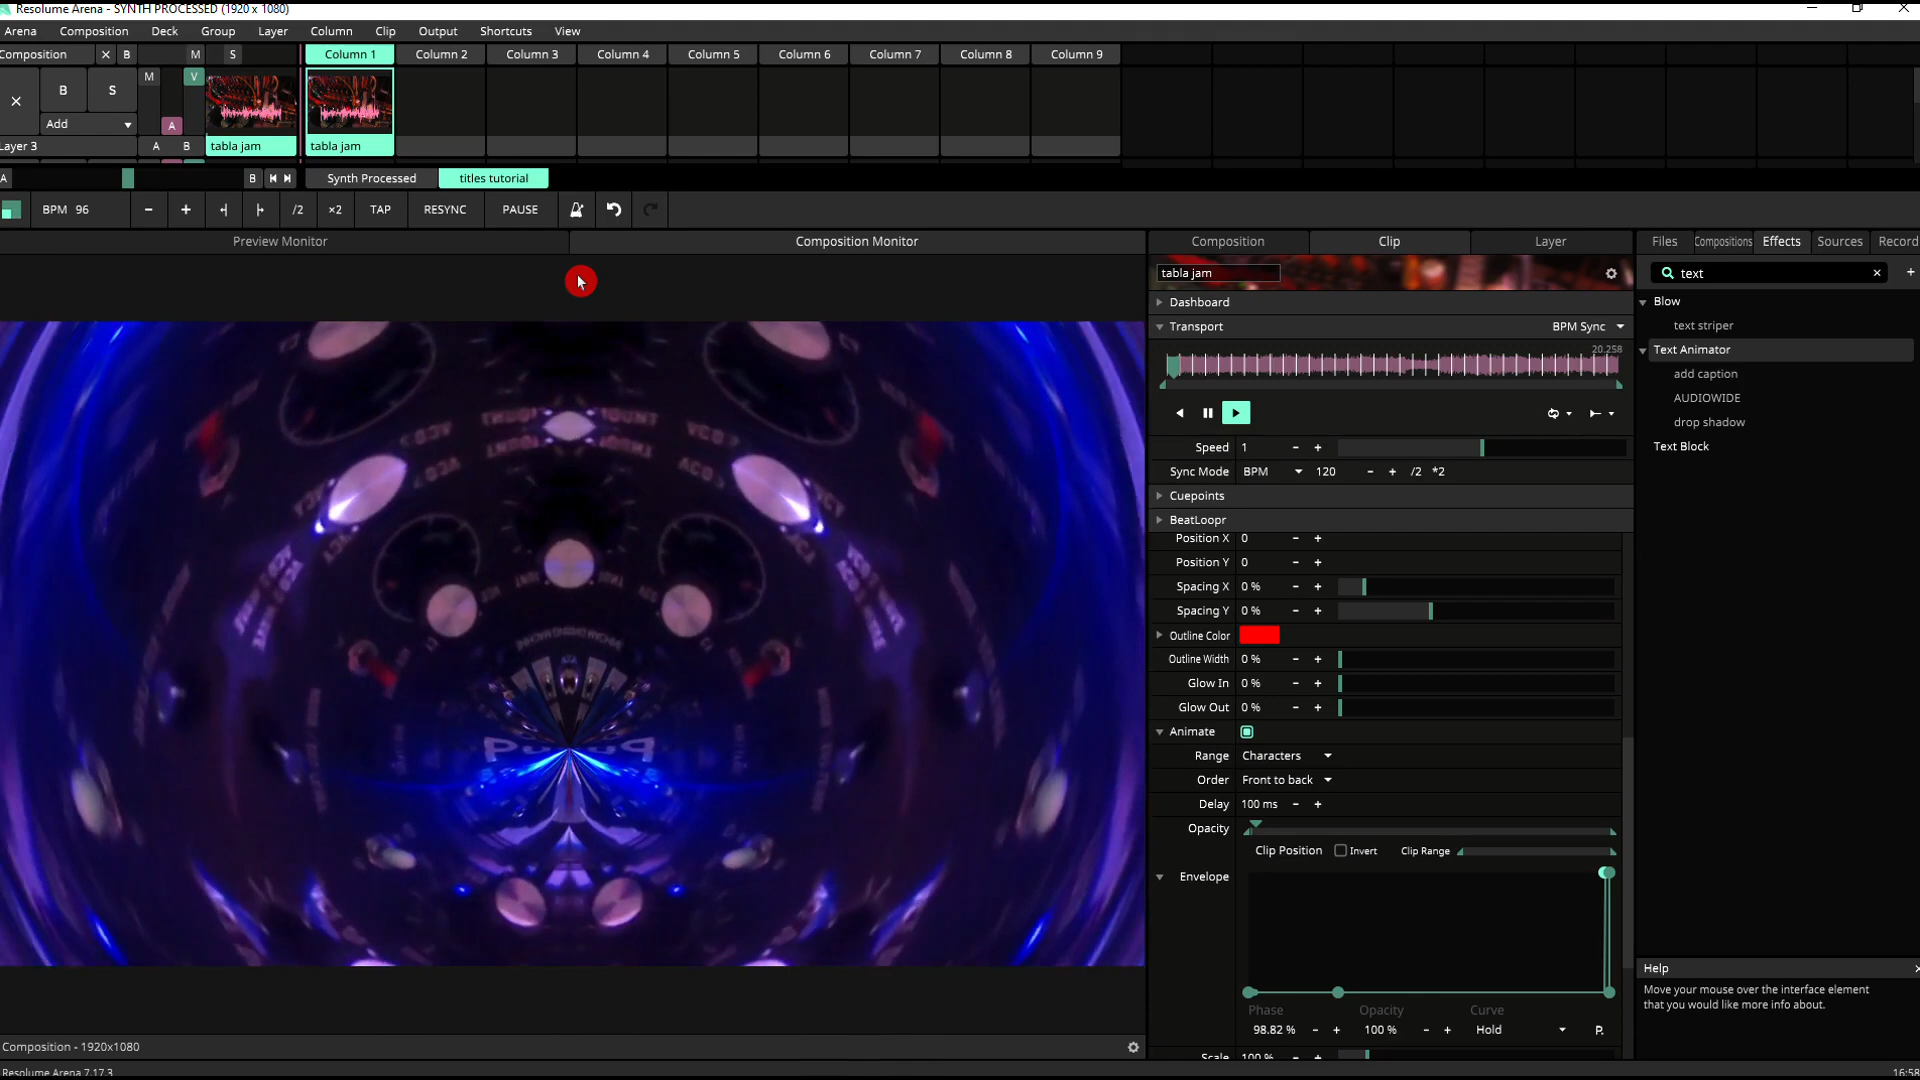 Resolume Arena - SYNTH PROCESSED (1920 x 1080)
Arena Composition Deck Group Layer Column Clip Output Shortcuts View
Composition X B M S Column 1 Column 2 Column 3 Column 4 Column 5 Column 6 Column 7 Column 8 Column 9
B S M V
Add A
Layer 3 A B tabla jam tabla jam
A B Synth Processed titles tutorial
BPM 96 - + /2 ×2 TAP RESYNC PAUSE
Preview Monitor Composition Monitor
Composition Clip Layer
Files Compositions Effects Sources Record
tabla jam
text
Dashboard
Transport BPM Sync
20.258
Speed 1 - +
Sync Mode BPM 120 - + /2 *2
Cuepoints
BeatLoopr
Position X 0 - +
Position Y 0 - +
Spacing X 0 % - +
Spacing Y 0 % - +
Outline Color
Outline Width 0 % - +
Glow In 0 % - +
Glow Out 0 % - +
Animate
Range Characters
Order Front to back
Delay 100 ms - +
Opacity
Clip Position Invert Clip Range
Envelope
Phase Opacity Curve
98.82 % - + 100 % - + Hold P.
Scale 100 % - +
Blow
text striper
Text Animator
add caption
AUDIOWIDE
drop shadow
Text Block
Help
Move your mouse over the interface element
that you would like more info about.
Composition - 1920x1080
Resolume Arena 7.17.3
16:58